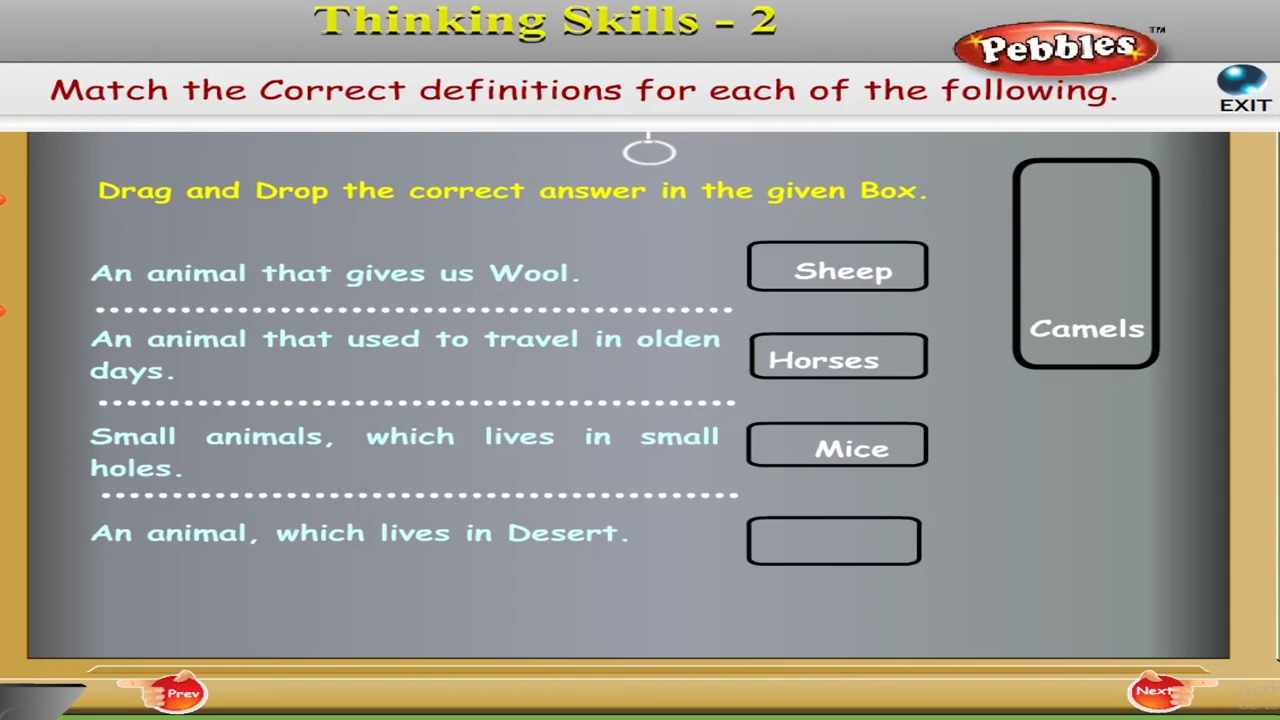 Thinking Skills - 2
Pebbles™
Match the Correct definitions for each of the following.
EXIT
Drag and Drop the correct answer in the given Box.
An animal that gives us Wool.
Sheep
An animal that used to travel in olden
days.
Horses
Small animals, which lives in small
holes.
Mice
An animal, which lives in Desert.
Camels
Prev
Next